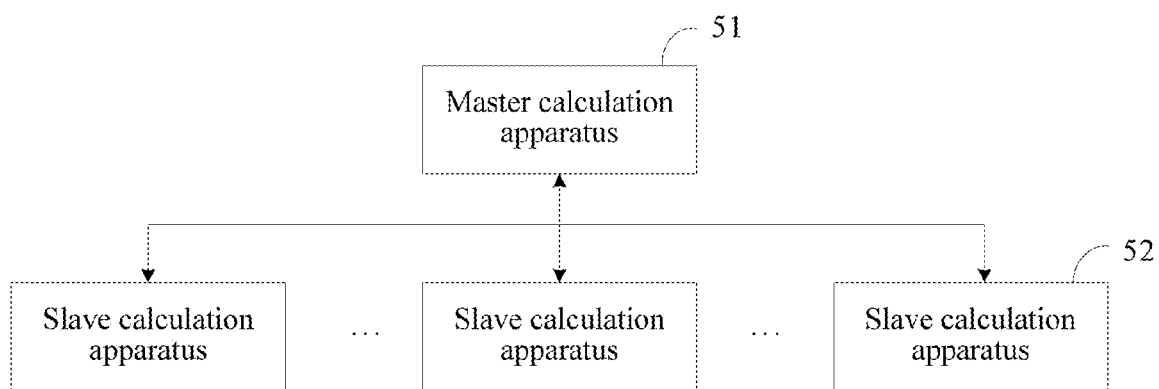 51
Master calculation
apparatus
52
Slave calculation
apparatus
...
Slave calculation
apparatus
...
Slave calculation
apparatus